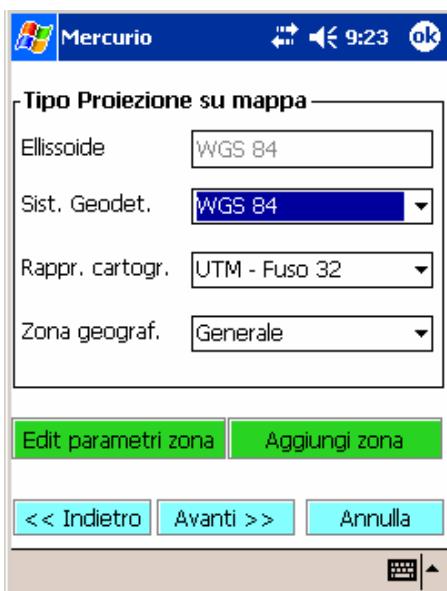 Mercurio 9:23 ok
Tipo Proiezione su mappa
Ellissoide WGS 84
Sist. Geodet. WGS 84
Rappr. cartogr. UTM - Fuso 32
Zona geograf. Generale
Edit parametri zona Aggiungi zona
<< Indietro Avanti >> Annulla